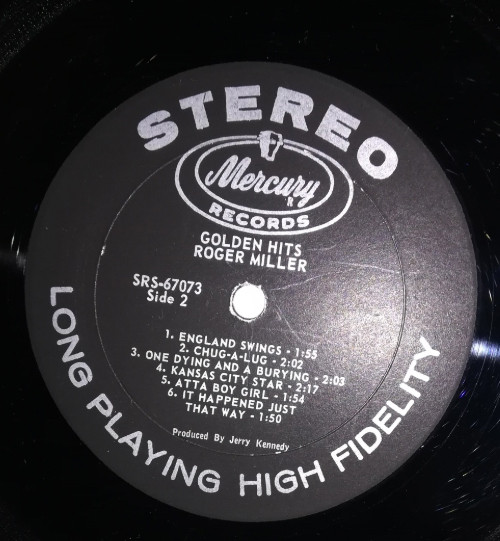 STEREO
Mercury
R
RECORDS
GOLDEN HITS
ROGER MILLER
SRS-67073
Side 2
1. ENGLAND SWINGS - 1:55
2. CHUG-A-LUG - 2:02
3. ONE DYING AND A BURYING - 2:03
4. KANSAS CITY STAR - 2:17
5. ATTA BOY GIRL - 1:54
6. IT HAPPENED JUST
THAT WAY - 1:50
Produced By Jerry Kennedy
LONG PLAYING HIGH FIDELITY